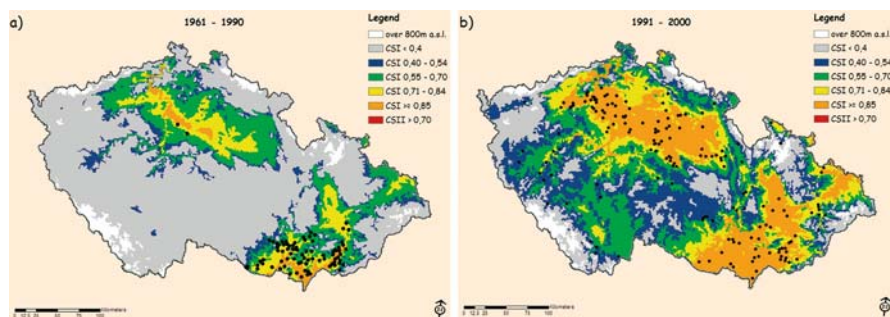 a)
1961 - 1990
Legend
over 800m a.s.l.
CSI < 0,4
CSI 0,40 - 0,54
CSI 0,55 - 0,70
CSI 0,71 - 0,84
CSI >= 0,85
CSII > 0,70
Kilometers
b)
1991 - 2000
Legend
over 800m a.s.l.
CSI < 0,4
CSI 0,40 - 0,54
CSI 0,55 - 0,70
CSI 0,71 - 0,84
CSI >= 0,85
CSII > 0,70
Kilometers